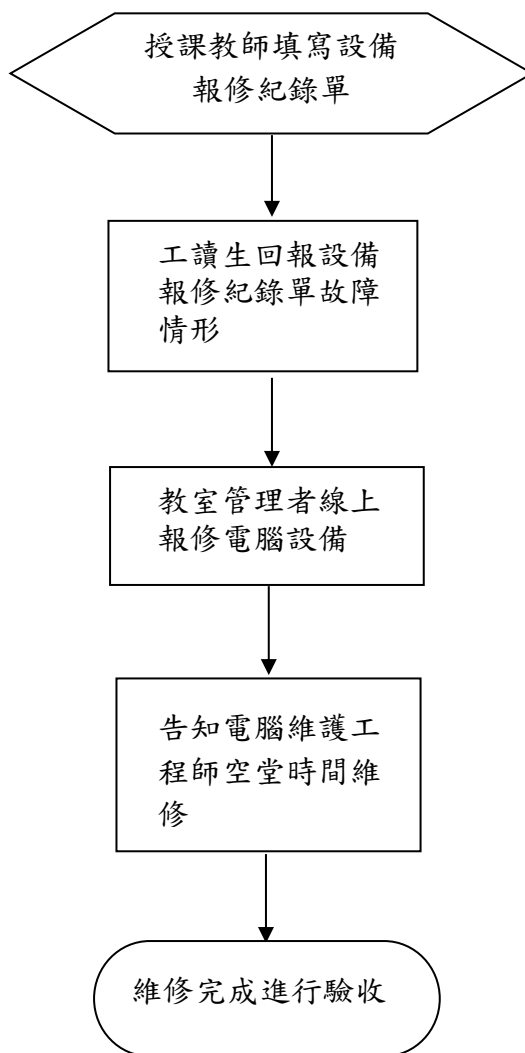 授課教師填寫設備
報修紀錄單
工讀生回報設備
報修紀錄單故障
情形
教室管理者線上
報修電腦設備
告知電腦維護工
程師空堂時間維
修
維修完成進行驗收